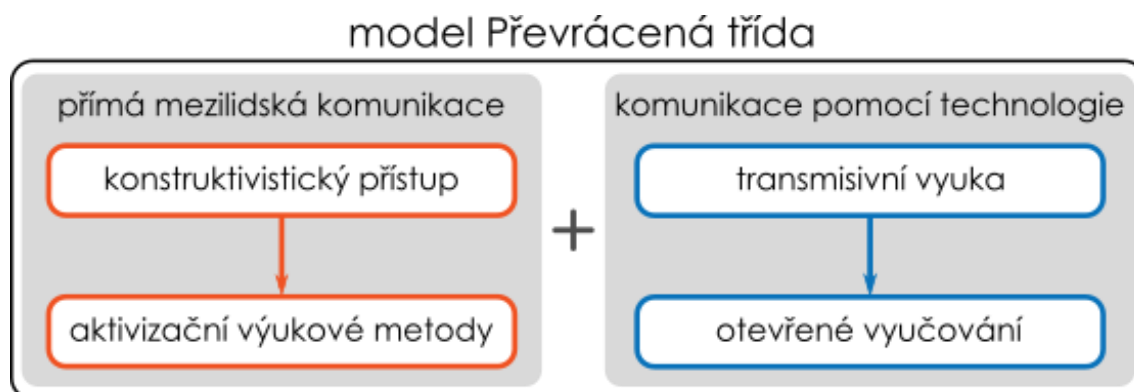 model Převrácená třída
přímá mezilidská komunikace
konstruktivistický přístup
aktivizační výukové metody
+
komunikace pomocí technologie
transmisivní vyuka
otevřené vyučování